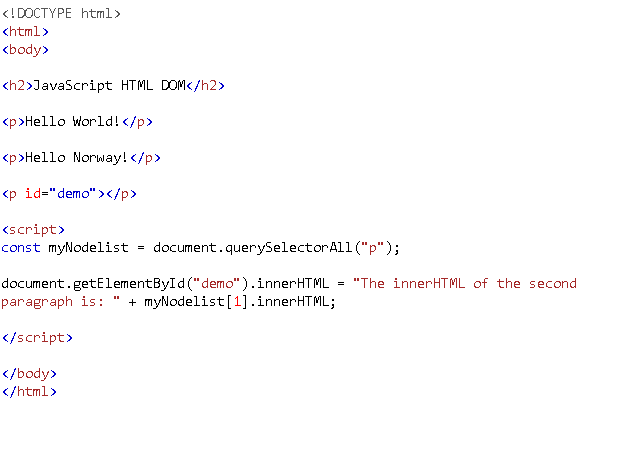 <!DOCTYPE html>
<html>
<body>
<h2>JavaScript HTML DOM</h2>
<p>Hello World!</p>
<p>Hello Norway!</p>
<p id="demo"></p>
<script>
const myNodelist = document.querySelectorAll("p");
document.getElementById("demo").innerHTML = "The innerHTML of the second
paragraph is: " + myNodelist[1].innerHTML;
</script>
</body>
</html>